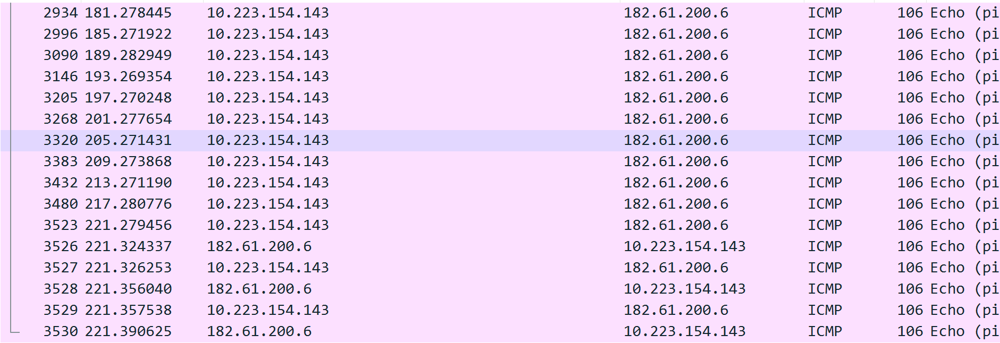 2934 181.278445 10.223.154.143 182.61.200.6 ICMP 106 Echo (pi
2996 185.271922 10.223.154.143 182.61.200.6 ICMP 106 Echo (pi
3090 189.282949 10.223.154.143 182.61.200.6 ICMP 106 Echo (pi
3146 193.269354 10.223.154.143 182.61.200.6 ICMP 106 Echo (pi
3205 197.270248 10.223.154.143 182.61.200.6 ICMP 106 Echo (pi
3268 201.277654 10.223.154.143 182.61.200.6 ICMP 106 Echo (pi
3320 205.271431 10.223.154.143 182.61.200.6 ICMP 106 Echo (pi
3383 209.273868 10.223.154.143 182.61.200.6 ICMP 106 Echo (pi
3432 213.271190 10.223.154.143 182.61.200.6 ICMP 106 Echo (pi
3480 217.280776 10.223.154.143 182.61.200.6 ICMP 106 Echo (pi
3523 221.279456 10.223.154.143 182.61.200.6 ICMP 106 Echo (pi
3526 221.324337 182.61.200.6 10.223.154.143 ICMP 106 Echo (pi
3527 221.326253 10.223.154.143 182.61.200.6 ICMP 106 Echo (pi
3528 221.356040 182.61.200.6 10.223.154.143 ICMP 106 Echo (pi
3529 221.357538 10.223.154.143 182.61.200.6 ICMP 106 Echo (pi
3530 221.390625 182.61.200.6 10.223.154.143 ICMP 106 Echo (pi